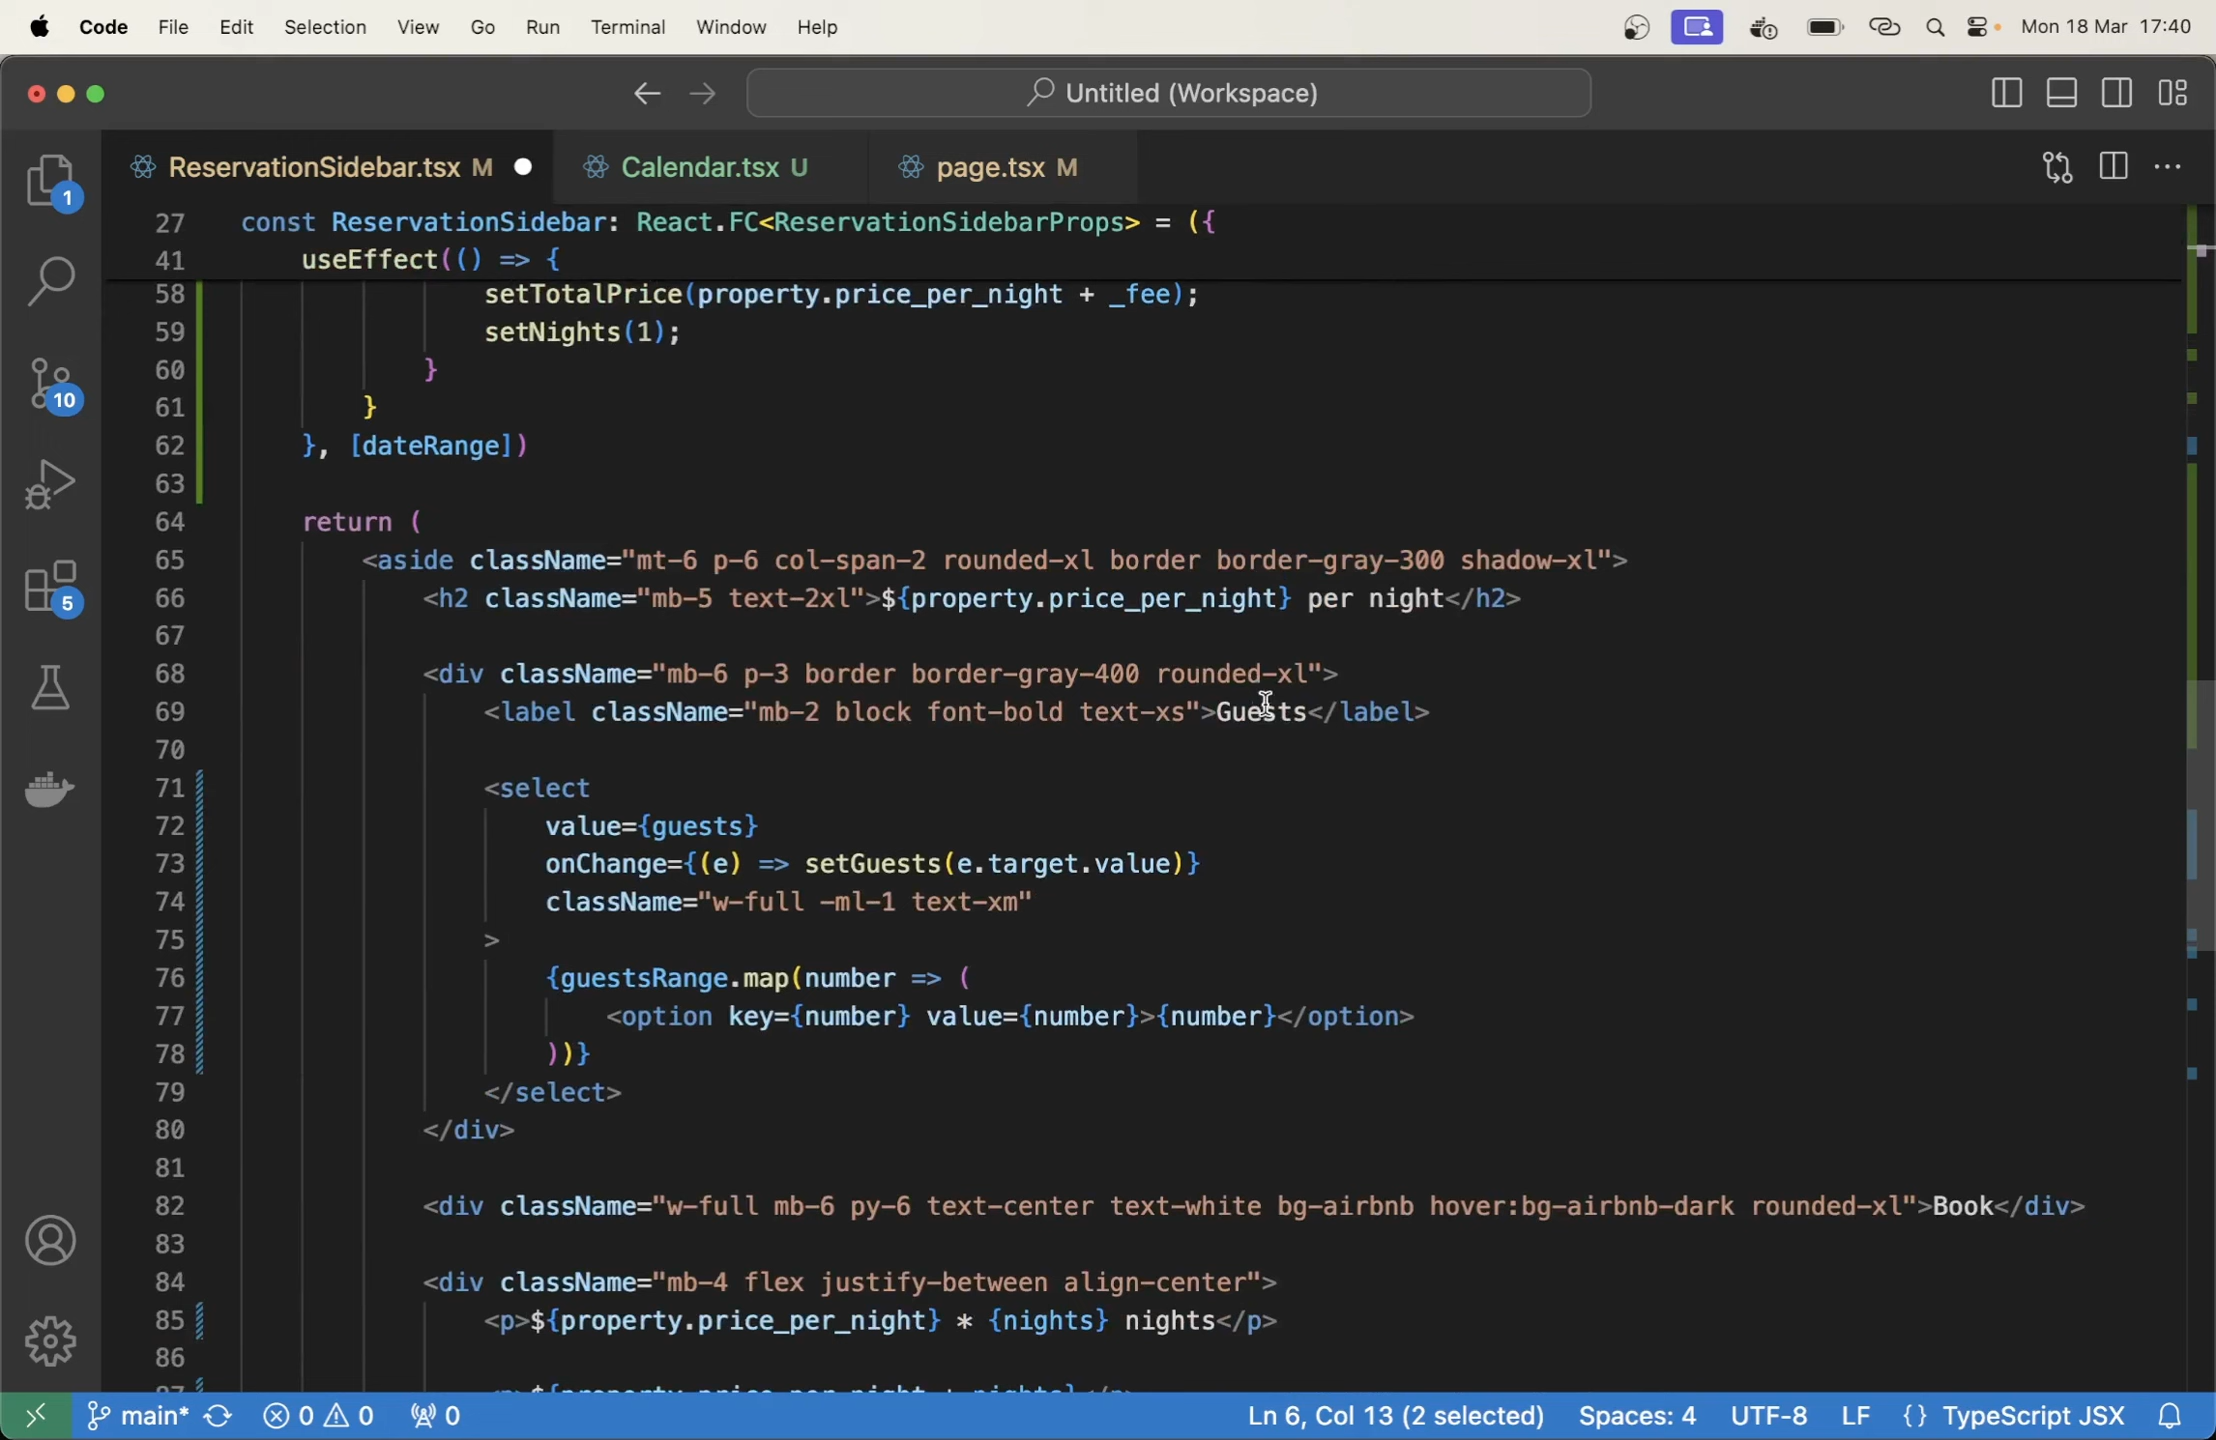 Code File Edit Selection View Go Run Terminal Window Help Mon 18 Mar 17:40
Untitled (Workspace)
ReservationSidebar.tsx M Calendar.tsx U page.tsx M
27 const ReservationSidebar: React.FC<ReservationSidebarProps> = ({
41 useEffect(() => {
58 setTotalPrice(property.price_per_night + _fee);
59 setNights(1);
60 }
61 }
62 }, [dateRange])
63
64 return (
65 <aside className="mt-6 p-6 col-span-2 rounded-xl border border-gray-300 shadow-xl">
66 <h2 className="mb-5 text-2xl">${property.price_per_night} per night</h2>
67
68 <div className="mb-6 p-3 border border-gray-400 rounded-xl">
69 <label className="mb-2 block font-bold text-xs">Guests</label>
70
71 <select
72 value={guests}
73 onChange={(e) => setGuests(e.target.value)}
74 className="w-full -ml-1 text-xm"
75 >
76 {guestsRange.map(number => (
77 <option key={number} value={number}>{number}</option>
78 ))}
79 </select>
80 </div>
81
82 <div className="w-full mb-6 py-6 text-center text-white bg-airbnb hover:bg-airbnb-dark rounded-xl">Book</div>
83
84 <div className="mb-4 flex justify-between align-center">
85 <p>${property.price_per_night} * {nights} nights</p>
86
1
10
5
main* 0 0 0 Ln 6, Col 13 (2 selected) Spaces: 4 UTF-8 LF {} TypeScript JSX